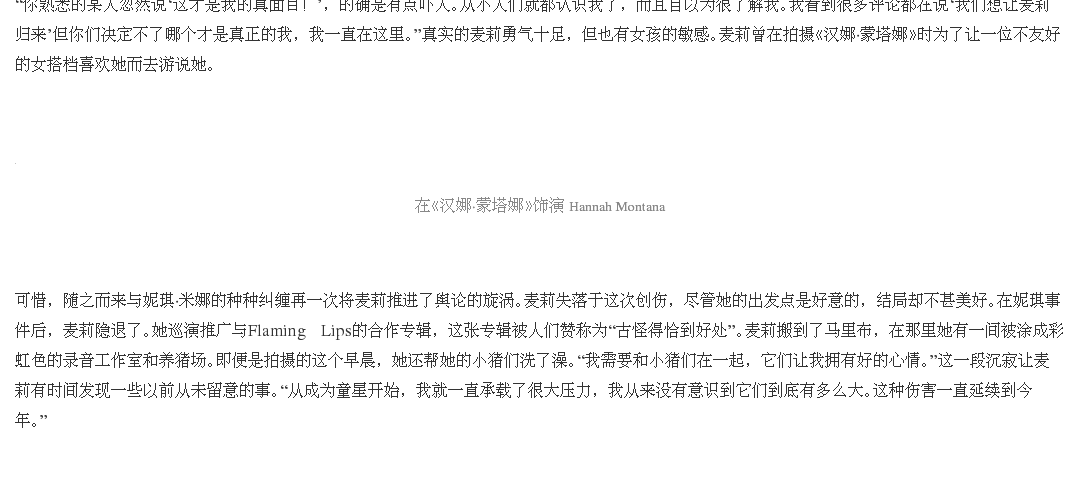 “你熟悉的某人忽然说‘这才是我的真面目！’，的确是有点吓人。从小人们就都认识我了，而且自以为很了解我。我看到很多评论都在说‘我们想让麦莉
归来’但你们决定不了哪个才是真正的我，我一直在这里。”真实的麦莉勇气十足，但也有女孩的敏感。麦莉曾在拍摄《汉娜·蒙塔娜》时为了让一位不友好
的女搭档喜欢她而去游说她。
在《汉娜·蒙塔娜》饰演 Hannah Montana
可惜，随之而来与妮琪·米娜的种种纠缠再一次将麦莉推进了舆论的旋涡。麦莉失落于这次创伤，尽管她的出发点是好意的，结局却不甚美好。在妮琪事
件后，麦莉隐退了。她巡演推广与Flaming Lips的合作专辑，这张专辑被人们赞称为“古怪得恰到好处”。麦莉搬到了马里布，在那里她有一间被涂成彩
虹色的录音工作室和养猪场。即便是拍摄的这个早晨，她还帮她的小猪们洗了澡。“我需要和小猪们在一起，它们让我拥有好的心情。”这一段沉寂让麦
莉有时间发现一些以前从未留意的事。“从成为童星开始，我就一直承载了很大压力，我从来没有意识到它们到底有多么大。这种伤害一直延续到今
年。”